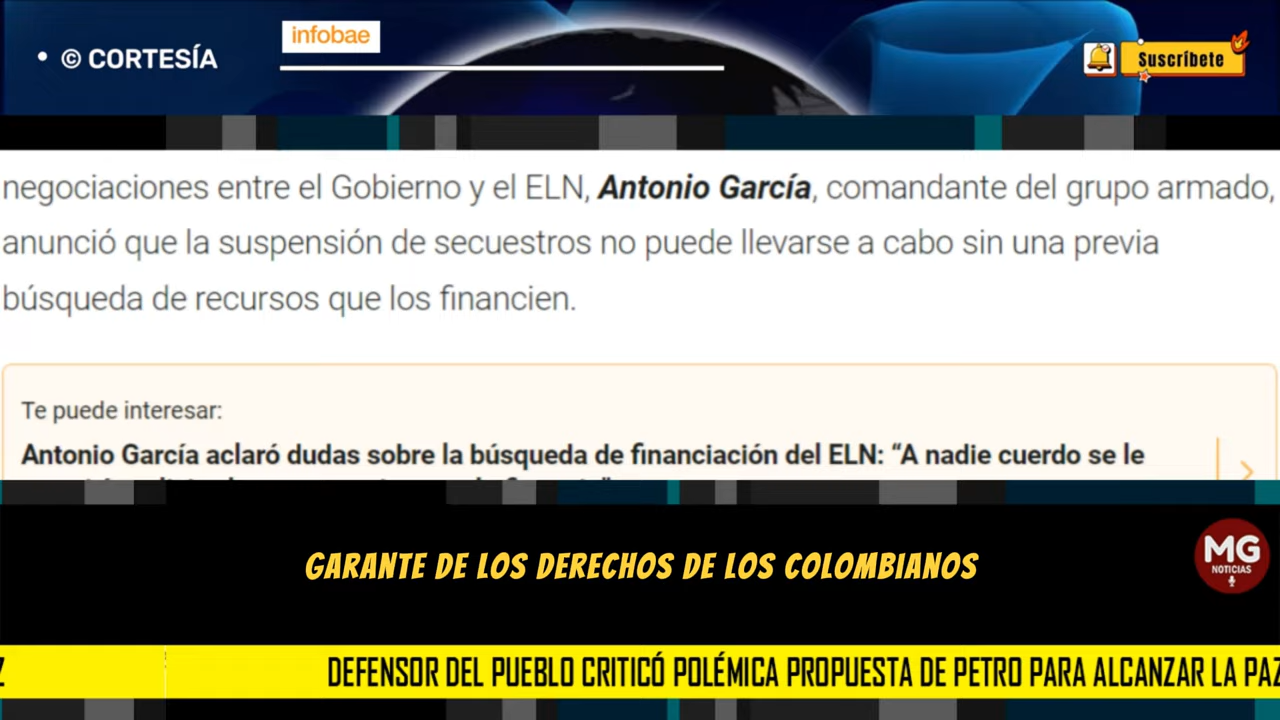 • © CORTESÍA
infobae
Suscríbete
negociaciones entre el Gobierno y el ELN, Antonio García, comandante del grupo armado,
anunció que la suspensión de secuestros no puede llevarse a cabo sin una previa
búsqueda de recursos que los financien.
Te puede interesar:
Antonio García aclaró dudas sobre la búsqueda de financiación del ELN: “A nadie cuerdo se le
GARANTE DE LOS DERECHOS DE LOS COLOMBIANOS
MG
NOTICIAS
Z DEFENSOR DEL PUEBLO CRITICÓ POLÉMICA PROPUESTA DE PETRO PARA ALCANZAR LA PAZ